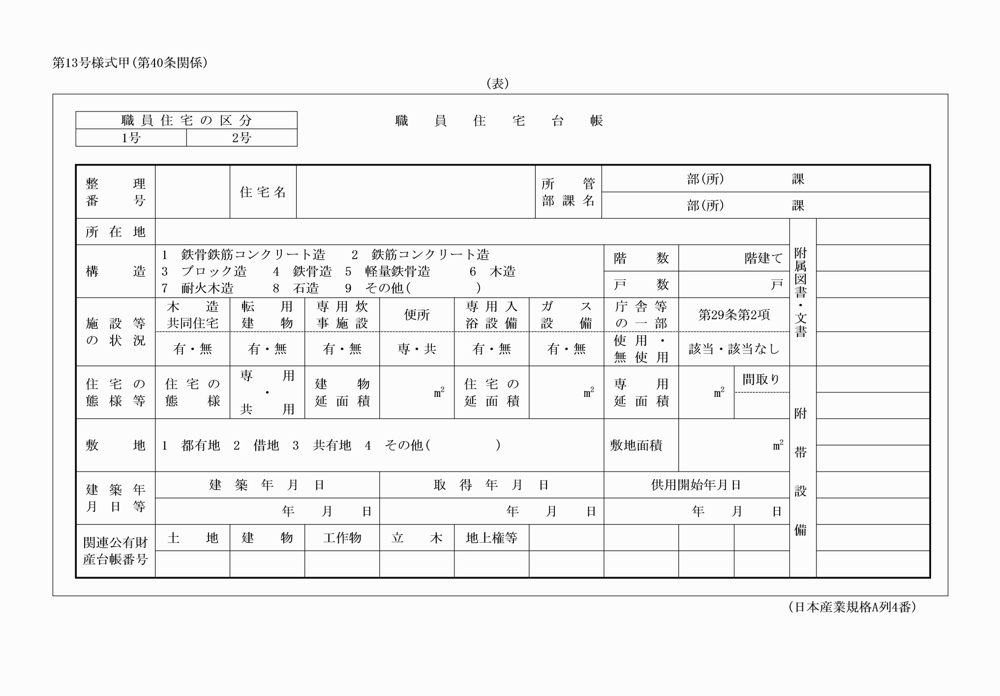 第13号様式甲(第40条関係)
(表)
職員住宅の区分
1号 2号
職員住宅台帳
整理番号
住宅名
所管部課名
部(所) 課
部(所) 課
所在地
構造
1 鉄骨鉄筋コンクリート造 2 鉄筋コンクリート造
3 ブロック造 4 鉄骨造 5 軽量鉄骨造 6 木造
7 耐火木造 8 石造 9 その他( )
階数
階建て
戸数
戸
附属図書・文書
施設等の状況
木造共同住宅
転用建物
専用炊事施設
便所
専用入浴設備
ガス設備
庁舎等の一部
第29条第2項
有・無
有・無
有・無
専・共
有・無
有・無
使用・無使用
該当・該当なし
住宅の態様等
住宅の態様
専用・共用
建物延面積
m²
住宅の延面積
m²
専用延面積
m²
間取り
附帯設備
敷地
1 都有地 2 借地 3 共有地 4 その他( )
敷地面積
m²
建築年月日等
建築年月日
取得年月日
供用開始年月日
年 月 日
年 月 日
年 月 日
関連公有財産台帳番号
土地
建物
工作物
立木
地上権等
(日本産業規格A列4番)